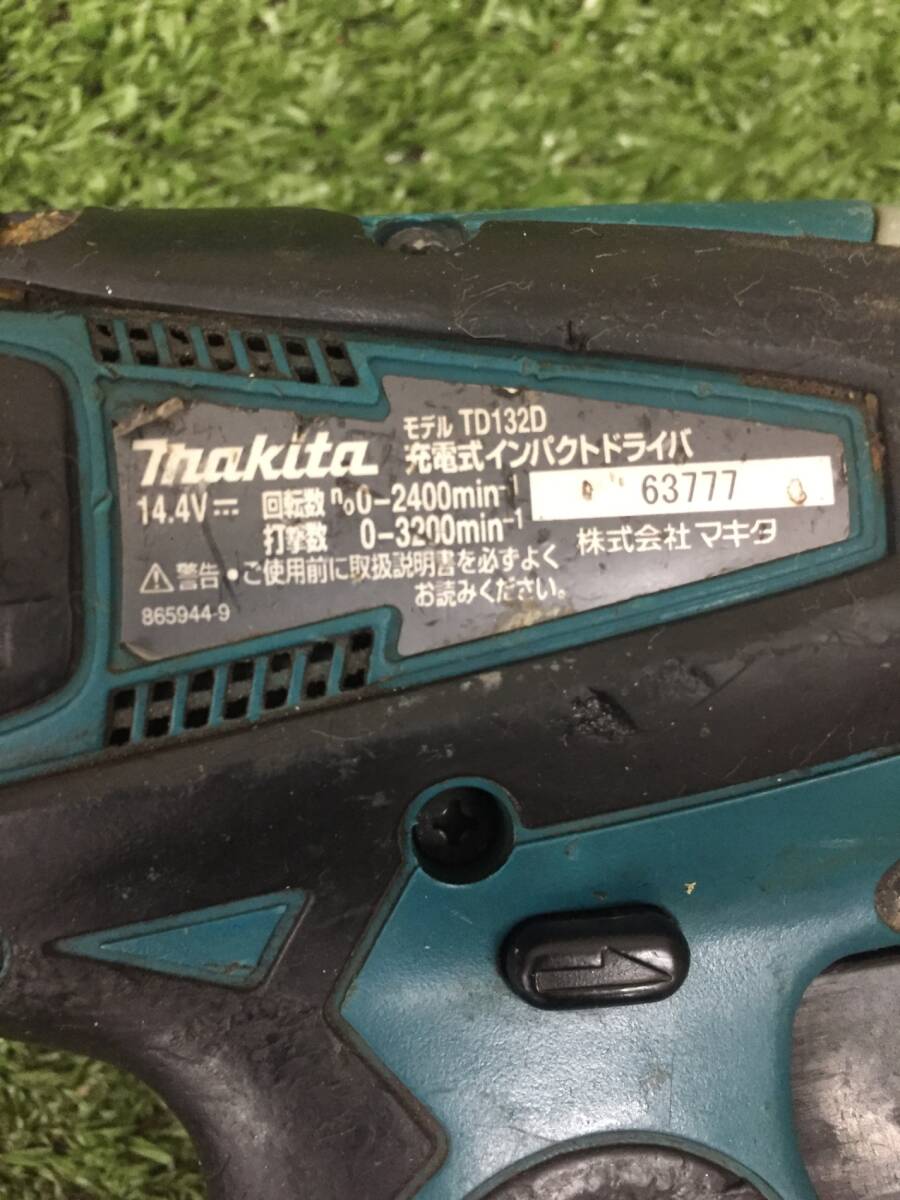 makita
モデル TD132D
充電式インパクトドライバ
14.4V⎓ 回転数 n₀0-2400min⁻¹
打撃数 0-3200min⁻¹
63777
株式会社 マキタ
⚠警告 ●ご使用前に取扱説明書を必ずよく
お読みください。
865944-9